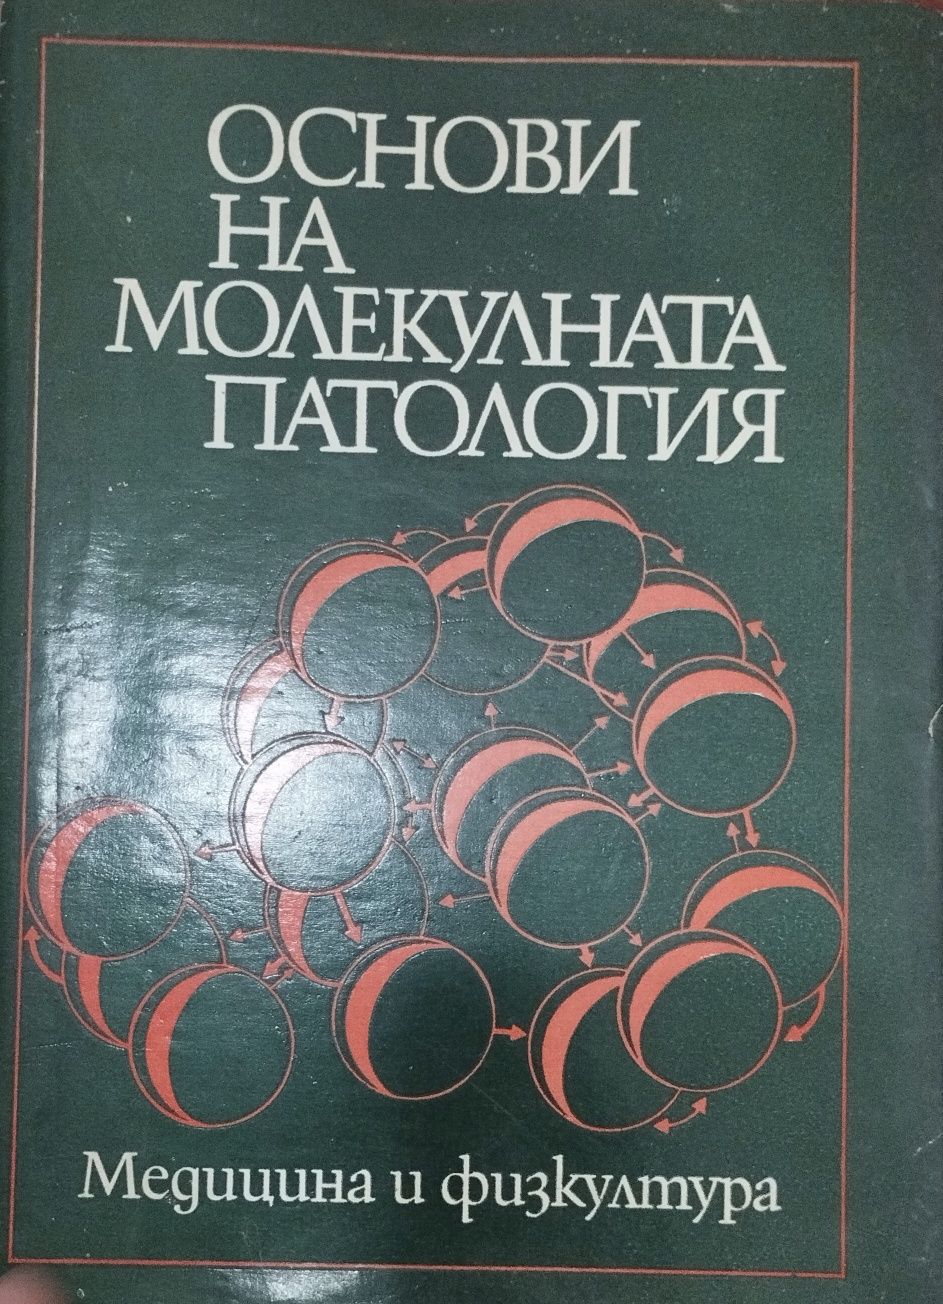 ОСНОВИ
НА
МОЛЕКУЛНАТА
ПАТОЛОГИЯ
Медицина и физкултура